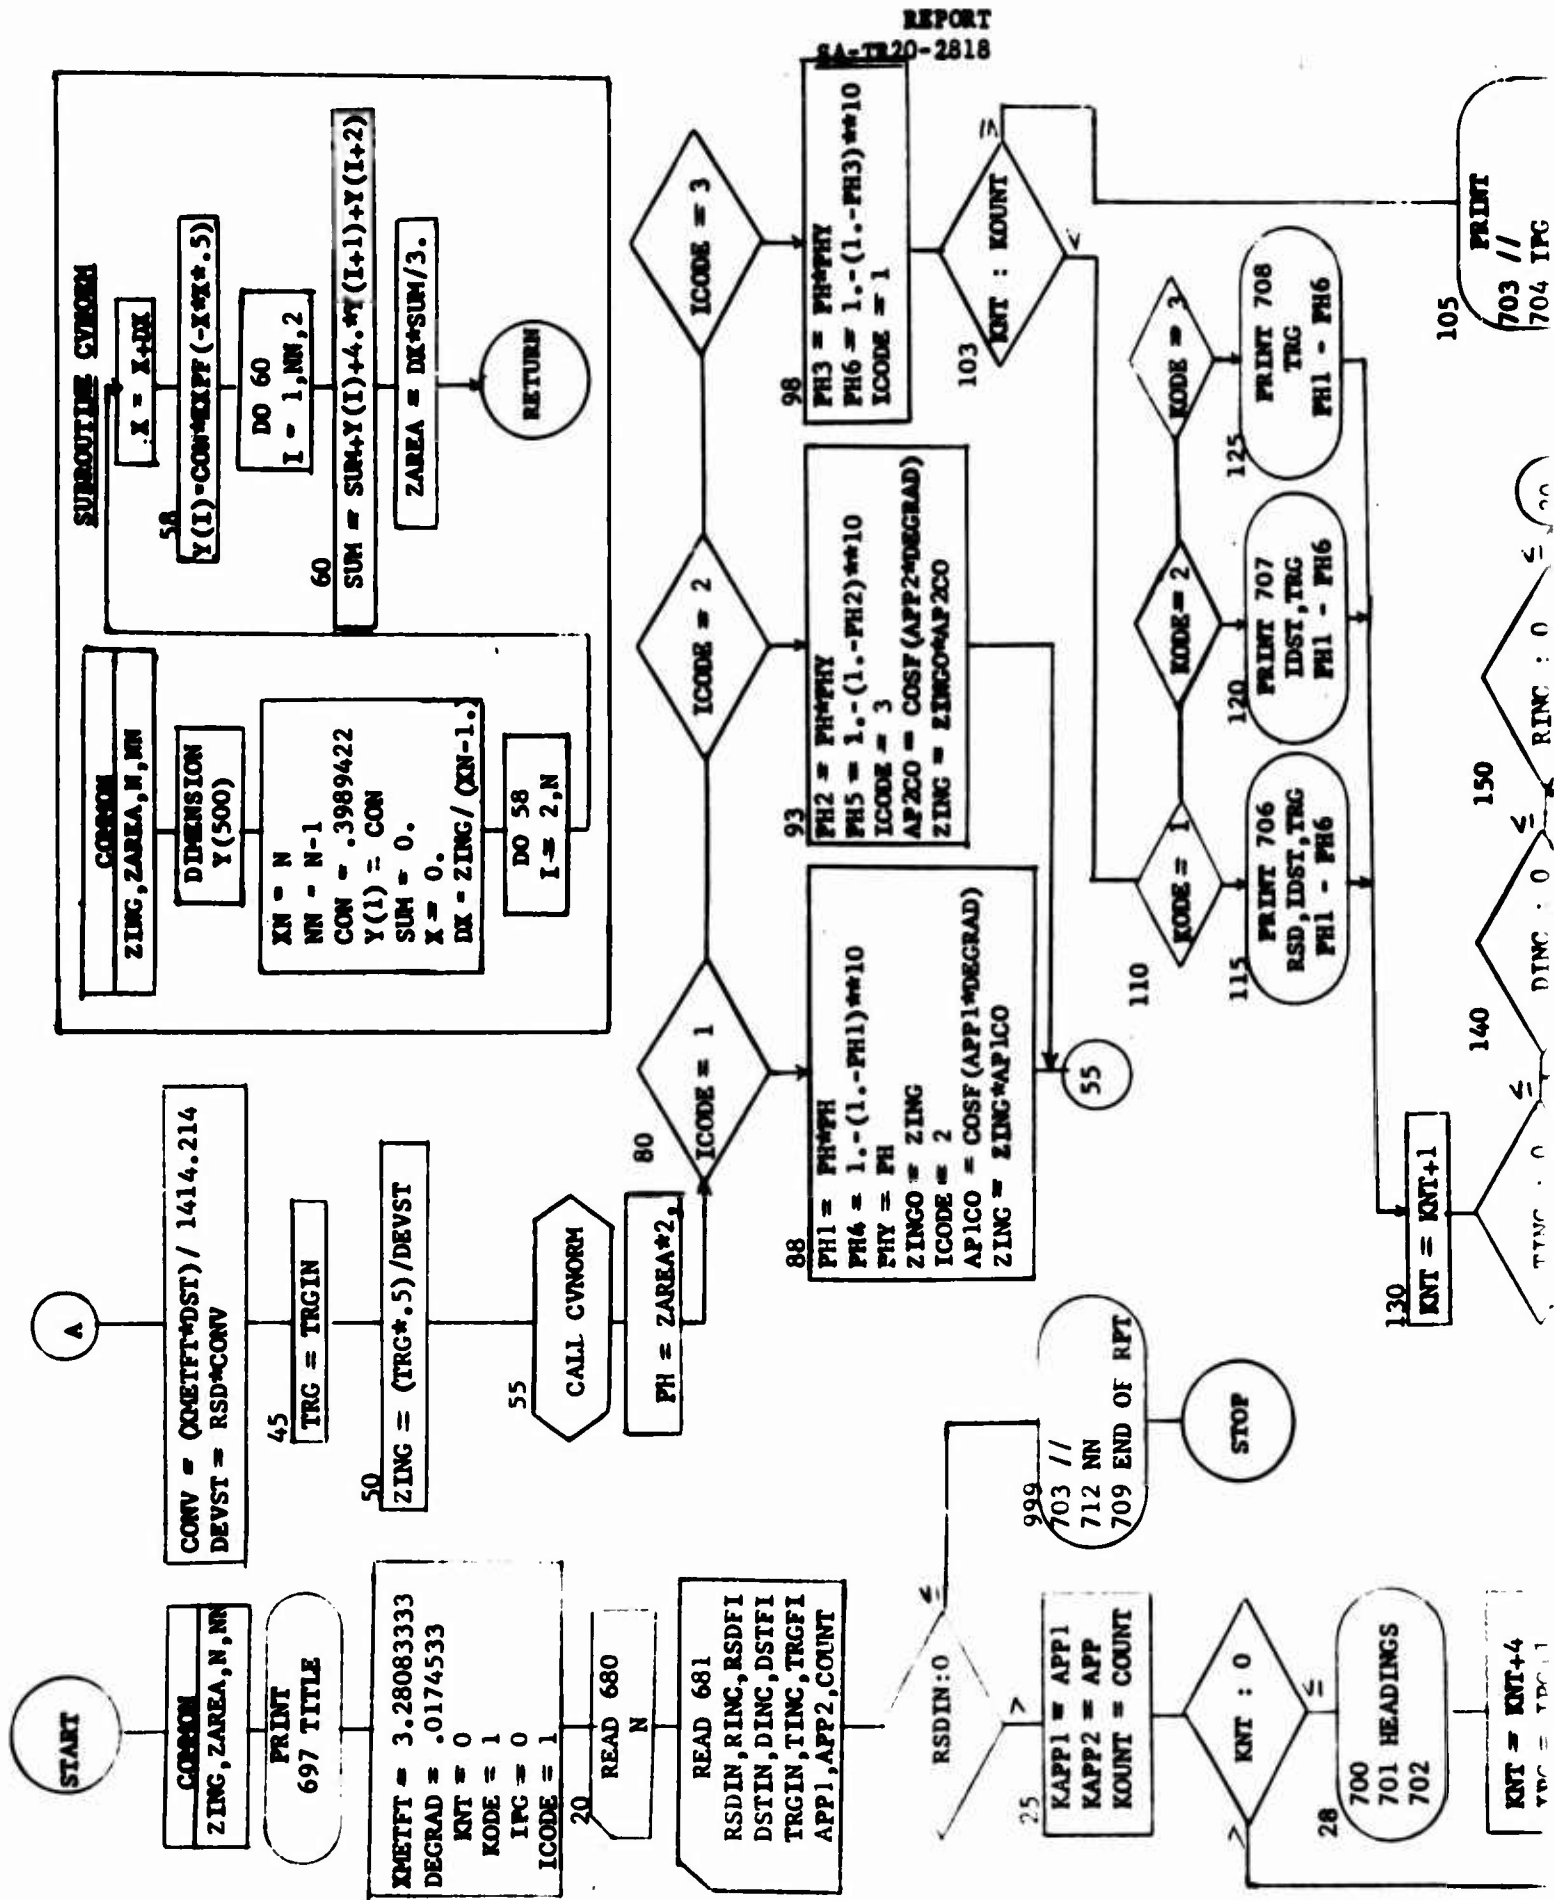 REPORT
SA-TR20-2818
START
COMMON
ZING,ZAREA,N,NN
PRINT
697 TITLE
XMETFT = 3.28083333
DEGRAD = .0174533
KNT = 0
KODE = 1
IPG = 0
ICODE = 1
20
READ 680
N
READ 681
RSDIN,RINC,RSDFI
DSTIN,DINC,DSTFI
TRGIN,TINC,TRGFI
APP1,APP2,COUNT
RSDIN:0
≤
>
25
KAPP1 = APP1
KAPP2 = APP
KOUNT = COUNT
KNT : 0
>
≤
28
700
701 HEADINGS
702
KNT = KNT+4
999
703 //
712 NN
709 END OF RPT
STOP
A
CONV = (XMETFT*DST)/ 1414.214
DEVST = RSD*CONV
45
TRG = TRGIN
50
ZING = (TRG*.5)/DEVST
55
CALL CVNORM
PH = ZAREA*2.
80
ICODE = 1
ICODE = 2
ICODE = 3
88
PH1 = PH*PH
PH4 = 1.-(1.-PH1)**10
PHY = PH
ZINGO = ZING
ICODE = 2
AP1CO = COSF(APP1*DEGRAD)
ZING = ZING*AP1CO
93
PH2 = PH*PHY
PH5 = 1.-(1.-PH2)**10
ICODE = 3
AP2CO = COSF(APP2*DEGRAD)
ZING = ZINGO*AP2CO
98
PH3 = PH*PHY
PH6 = 1.-(1.-PH3)**10
ICODE = 1
55
103
KNT : KOUNT
≥
<
105
PRINT
703 //
704 IPG
110
KODE = 1
KODE = 2
KODE = 3
115
PRINT 706
RSD,IDST,TRG
PH1 - PH6
120
PRINT 707
IDST,TRG
PH1 - PH6
125
PRINT 708
TRG
PH1 - PH6
130
KNT = KNT+1
TINC : 0
≤
140
DINC : 0
≤
150
RINC : 0
≤
20
SUBROUTINE CVNORM
COMMON
ZING,ZAREA,N,NN
DIMENSION
Y(500)
XN = N
NN = N-1
CON = .3989422
Y(1) = CON
SUM = 0.
X = 0.
DX = ZING/(XN-1.)
DO 58
I = 2,N
X = X+DX
58
Y(I)=CON*EXPF(-X*X*.5)
DO 60
I = 1,NN,2
60
SUM = SUM+Y(I)+4.*Y(I+1)+Y(I+2)
ZAREA = DX*SUM/3.
RETURN